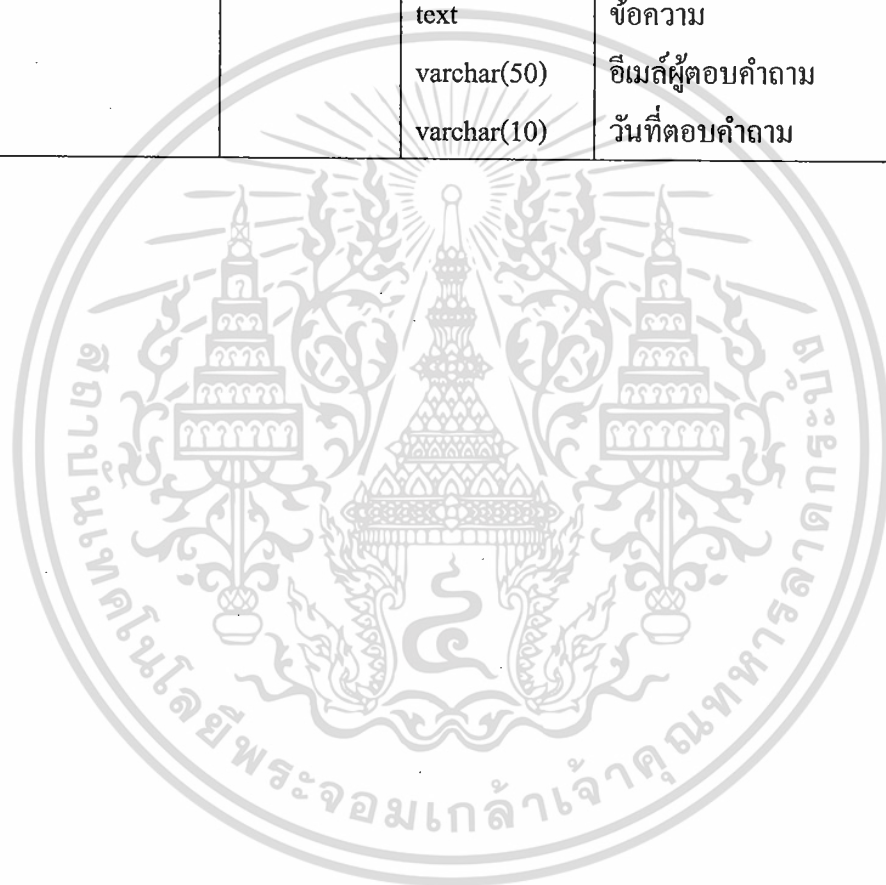 text ข้อความ
varchar(50) อีเมล์ผู้ตอบคำถาม
varchar(10) วันที่ตอบคำถาม
สถาบันเทคโนโลยีพระจอมเกล้าเจ้าคุณทหารลาดกระบัง
๔